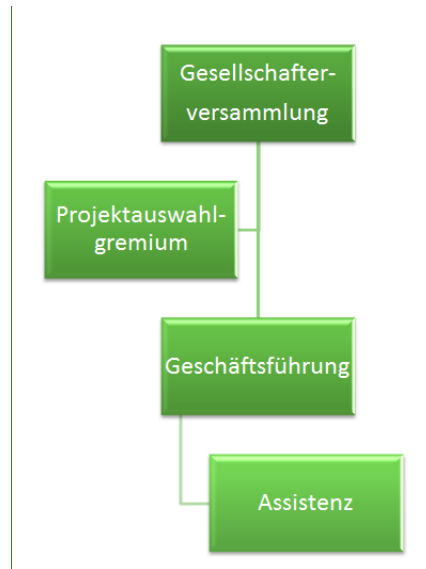 Gesellschafter-
versammlung
Projektauswahl-
gremium
Geschäftsführung
Assistenz